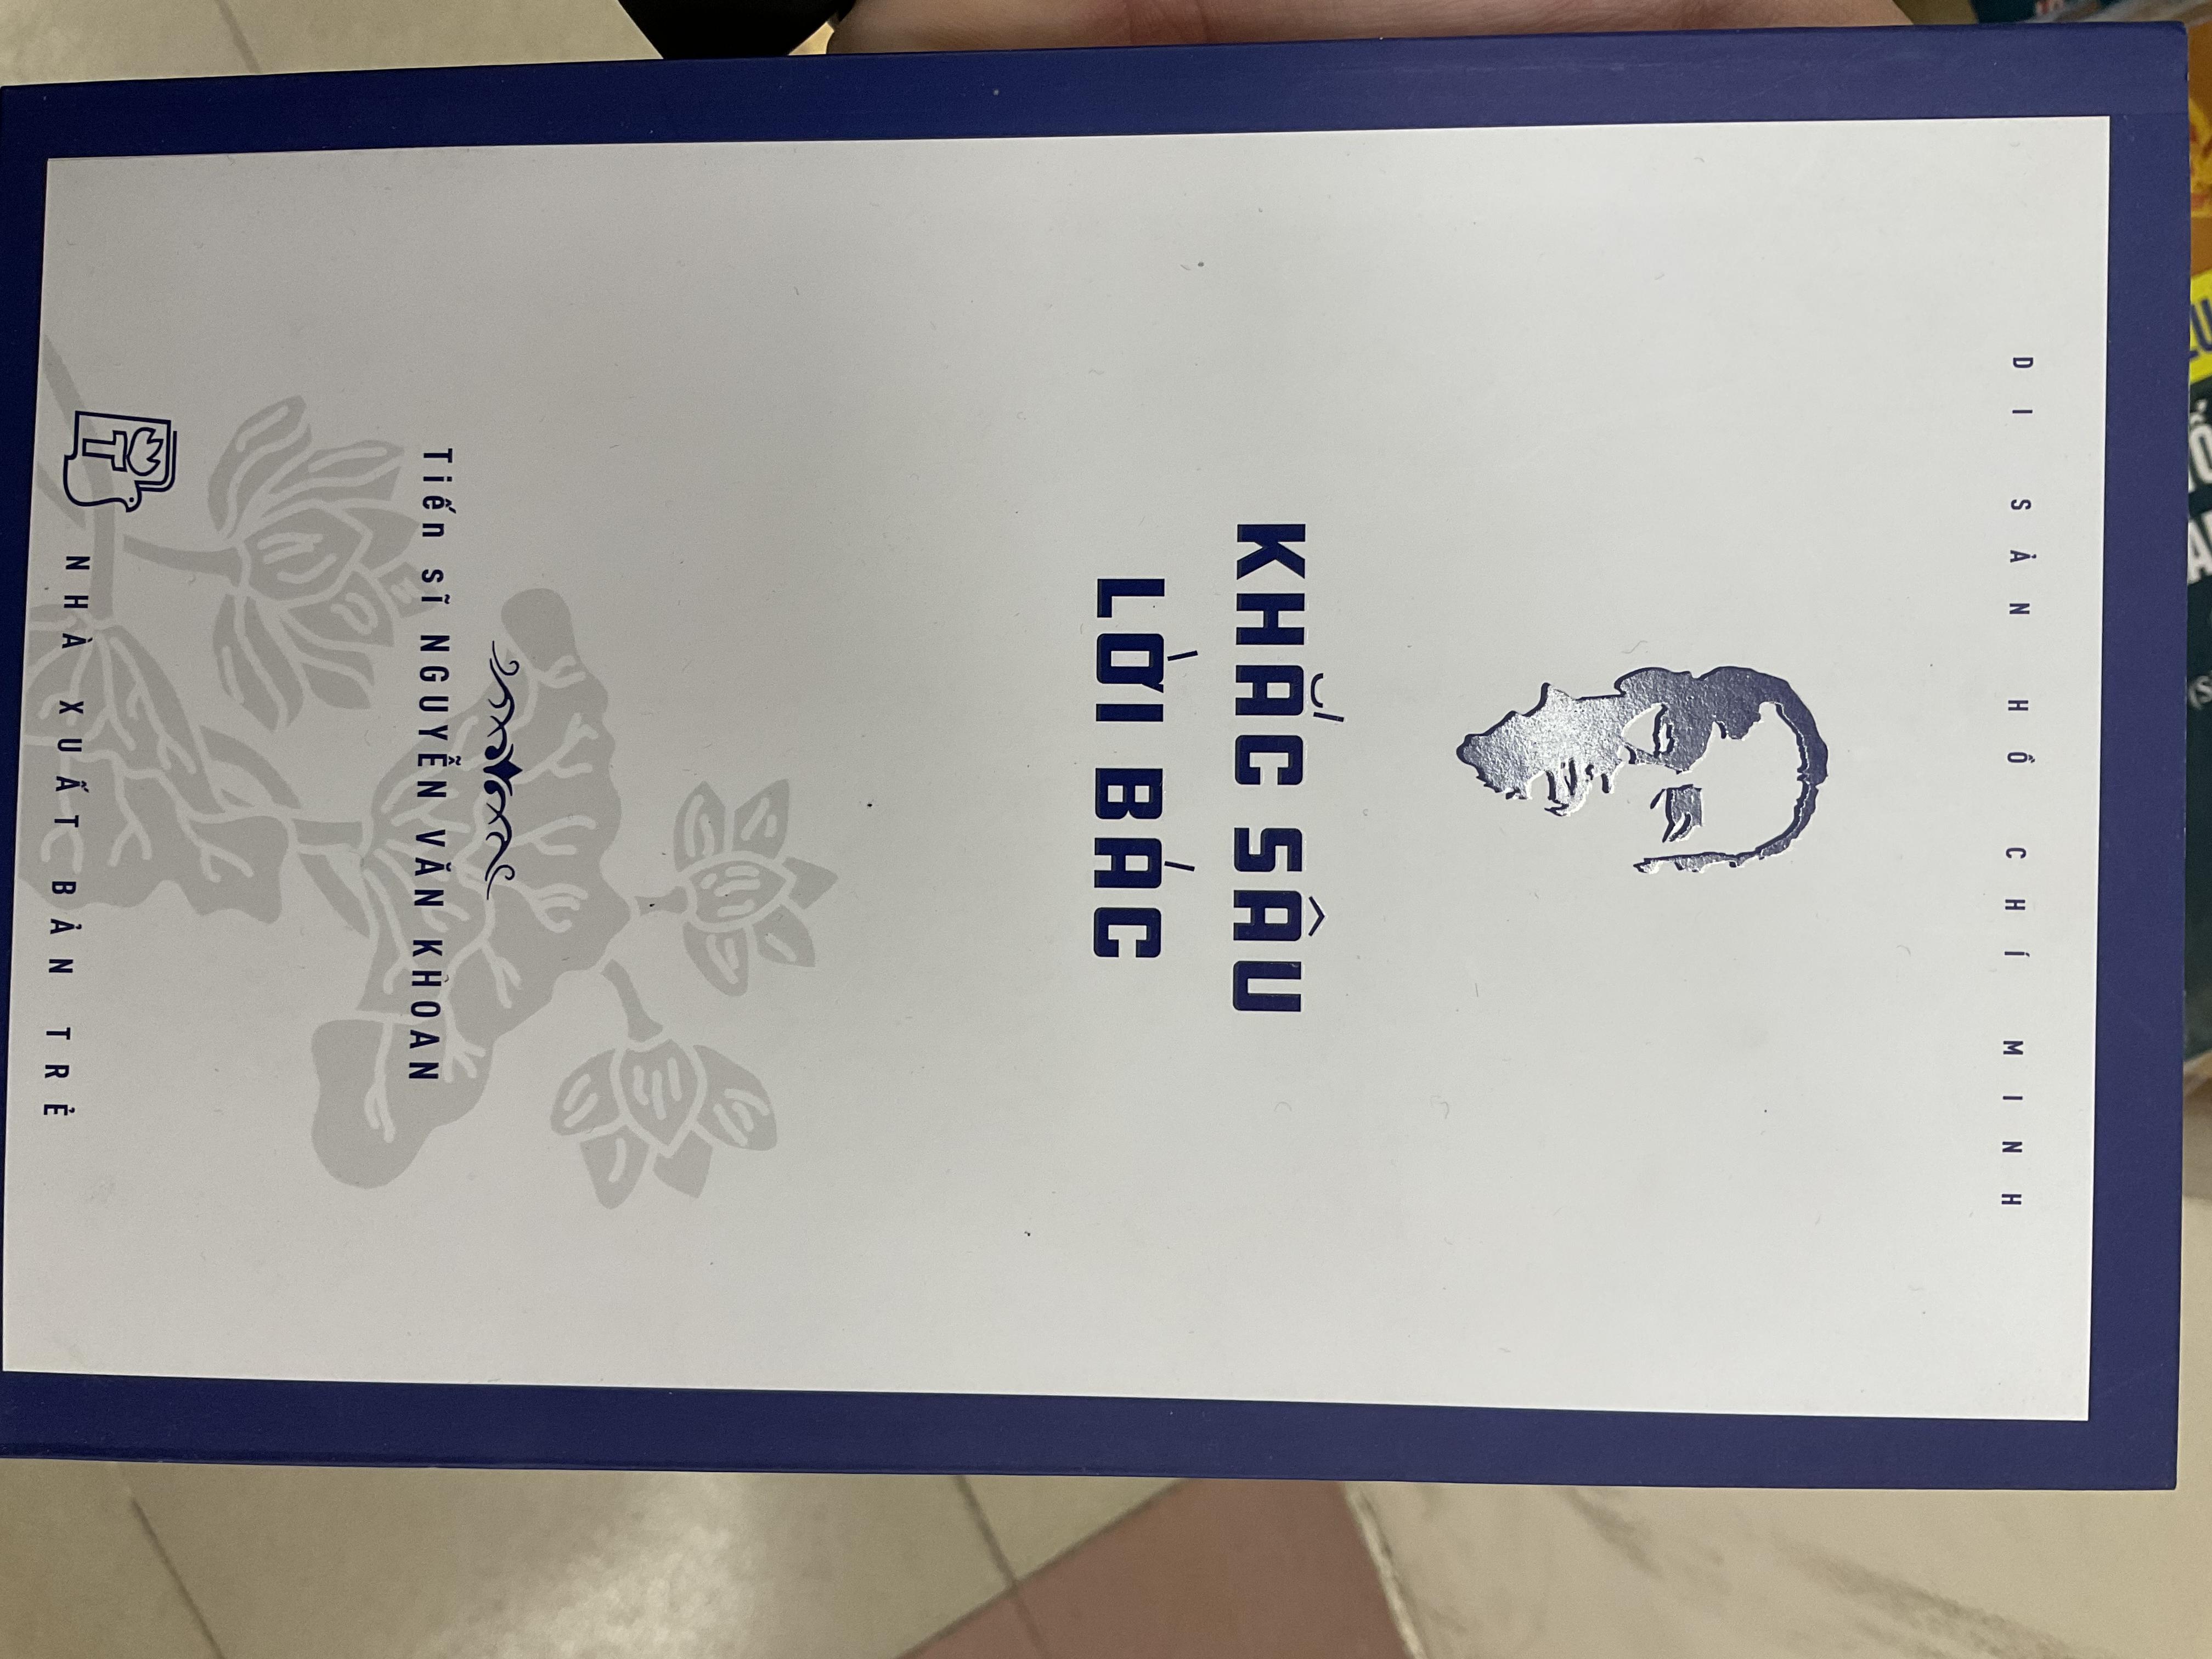 DI SẢN HỒ CHÍ MINH
KHẮC SÂU
LỜI BÁC
Tiến sĩ NGUYỄN VĂN KHOAN
T
NHÀ XUẤT BẢN TRẺ